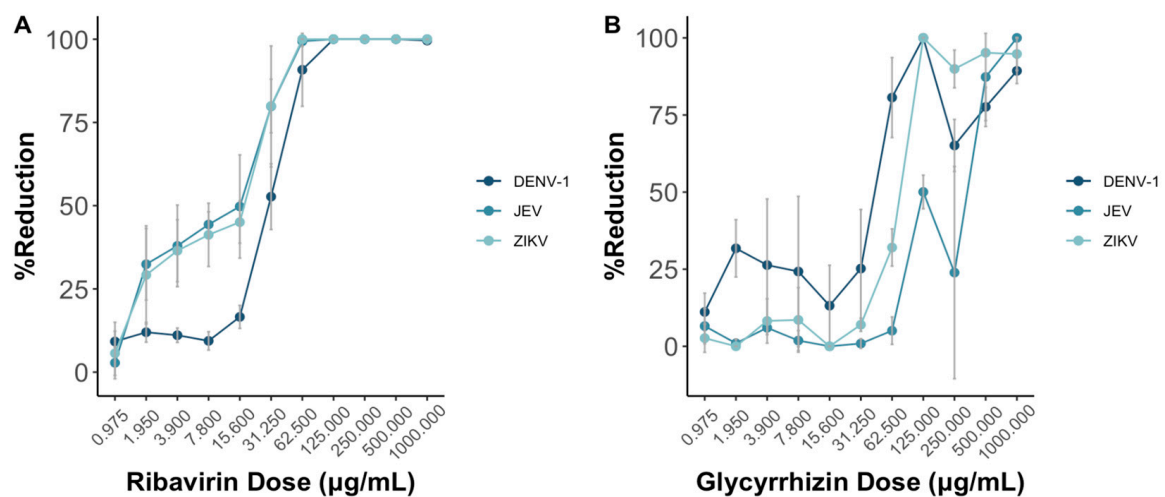 A
%Reduction
100
75
50
25
0
0.975
1.950
3.900
7.800
15.600
31.250
62.500
125.000
250.000
500.000
1000.000
Ribavirin Dose (µg/mL)
DENV-1
JEV
ZIKV
B
%Reduction
100
75
50
25
0
0.975
1.950
3.900
7.800
15.600
31.250
62.500
125.000
250.000
500.000
1000.000
Glycyrrhizin Dose (µg/mL)
DENV-1
JEV
ZIKV